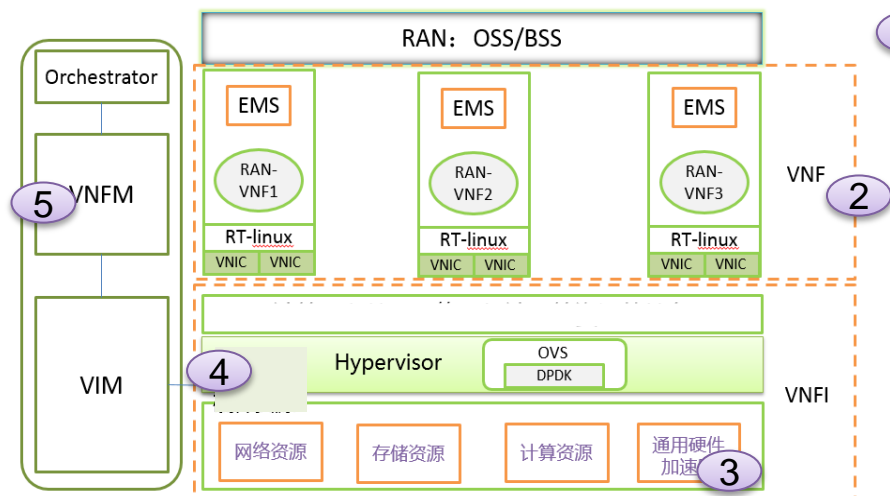 RAN：OSS/BSS
Orchestrator
VNFM
VIM
5
4
EMS
RAN-
VNF1
RT-linux
VNIC VNIC
EMS
RAN-
VNF2
RT-linux
VNIC VNIC
EMS
RAN-
VNF3
RT-linux
VNIC VNIC
VNF
2
Hypervisor
OVS
DPDK
VNFI
网络资源
存储资源
计算资源
通用硬件
加速
3